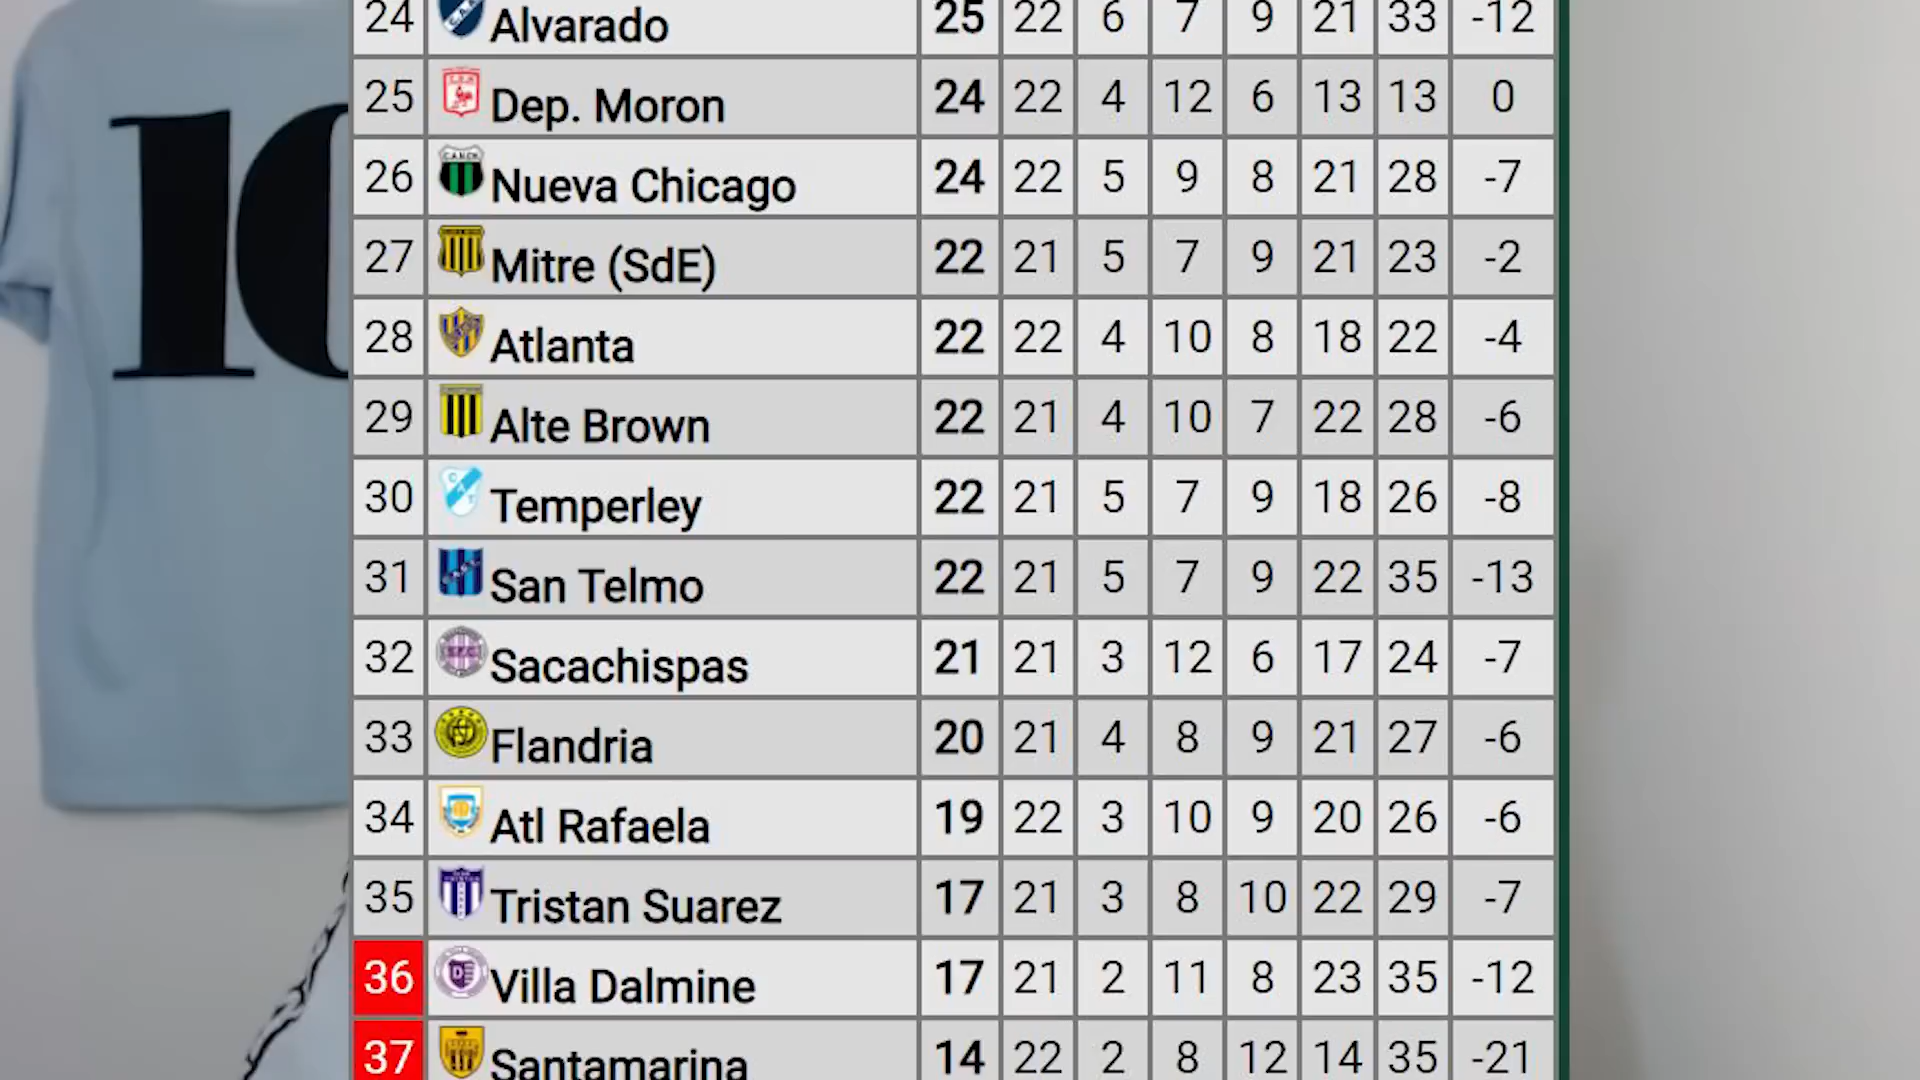 10
24 Alvarado 25 22 6 7 9 21 33 -12
25 Dep. Moron 24 22 4 12 6 13 13 0
26 Nueva Chicago 24 22 5 9 8 21 28 -7
27 Mitre (SdE) 22 21 5 7 9 21 23 -2
28 Atlanta 22 22 4 10 8 18 22 -4
29 Alte Brown 22 21 4 10 7 22 28 -6
30 Temperley 22 21 5 7 9 18 26 -8
31 San Telmo 22 21 5 7 9 22 35 -13
32 Sacachispas 21 21 3 12 6 17 24 -7
33 Flandria 20 21 4 8 9 21 27 -6
34 Atl Rafaela 19 22 3 10 9 20 26 -6
35 Tristan Suarez 17 21 3 8 10 22 29 -7
36 Villa Dalmine 17 21 2 11 8 23 35 -12
37 Santamarina 14 22 2 8 12 14 35 -21